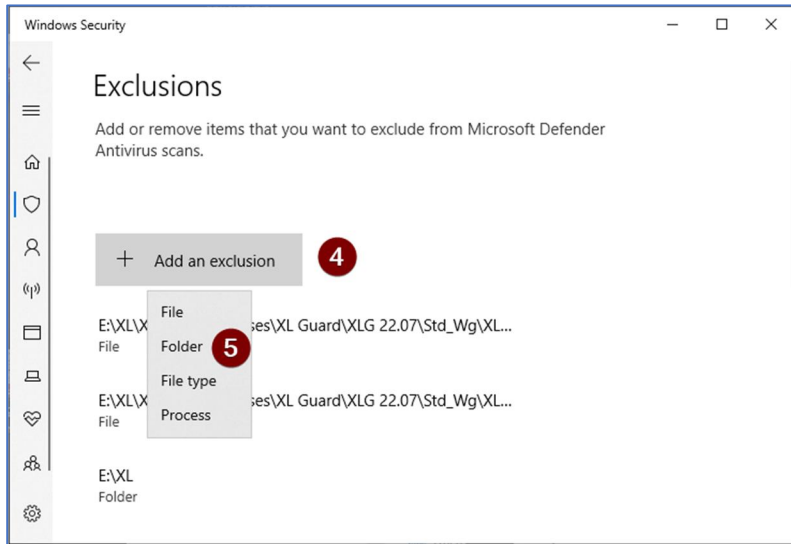 Windows Security
Exclusions
Add or remove items that you want to exclude from Microsoft Defender
Antivirus scans.
+ Add an exclusion
4
File
Folder
5
File type
Process
E:\XL\X ses\XL Guard\XLG 22.07\Std_Wg\XL...
File
E:\XL\X ses\XL Guard\XLG 22.07\Std_Wg\XL...
File
E:\XL
Folder